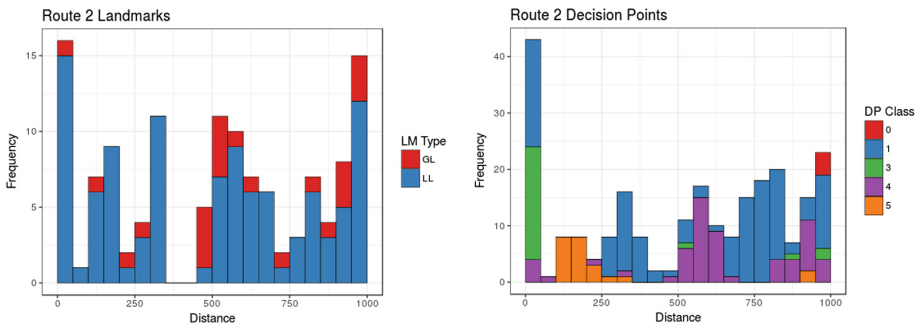 Route 2 Landmarks
Frequency
15
10
5
0
0 250 500 750 1000
Distance
LM Type
GL
LL
Route 2 Decision Points
Frequency
40
30
20
10
0
0 250 500 750 1000
Distance
DP Class
0
1
3
4
5